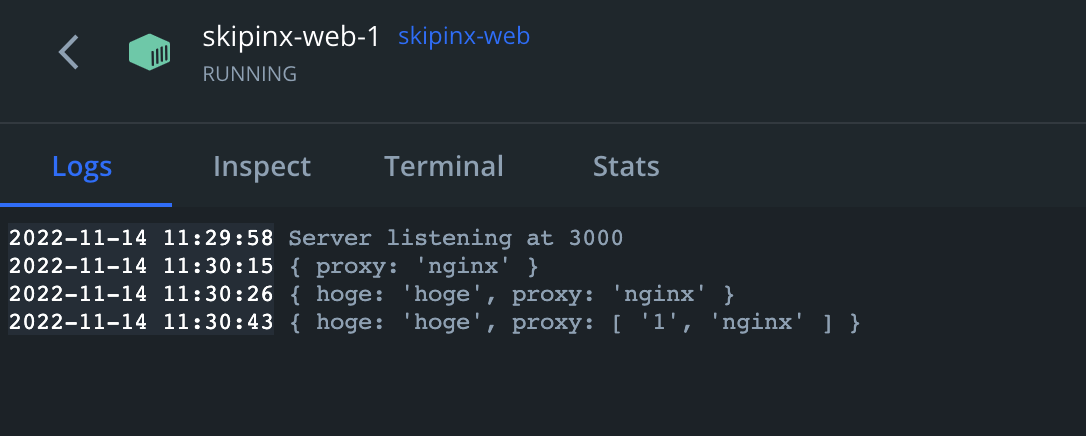 skipinx-web-1 skipinx-web
RUNNING
Logs Inspect Terminal Stats
2022-11-14 11:29:58 Server listening at 3000
2022-11-14 11:30:15 { proxy: 'nginx' }
2022-11-14 11:30:26 { hoge: 'hoge', proxy: 'nginx' }
2022-11-14 11:30:43 { hoge: 'hoge', proxy: [ '1', 'nginx' ] }